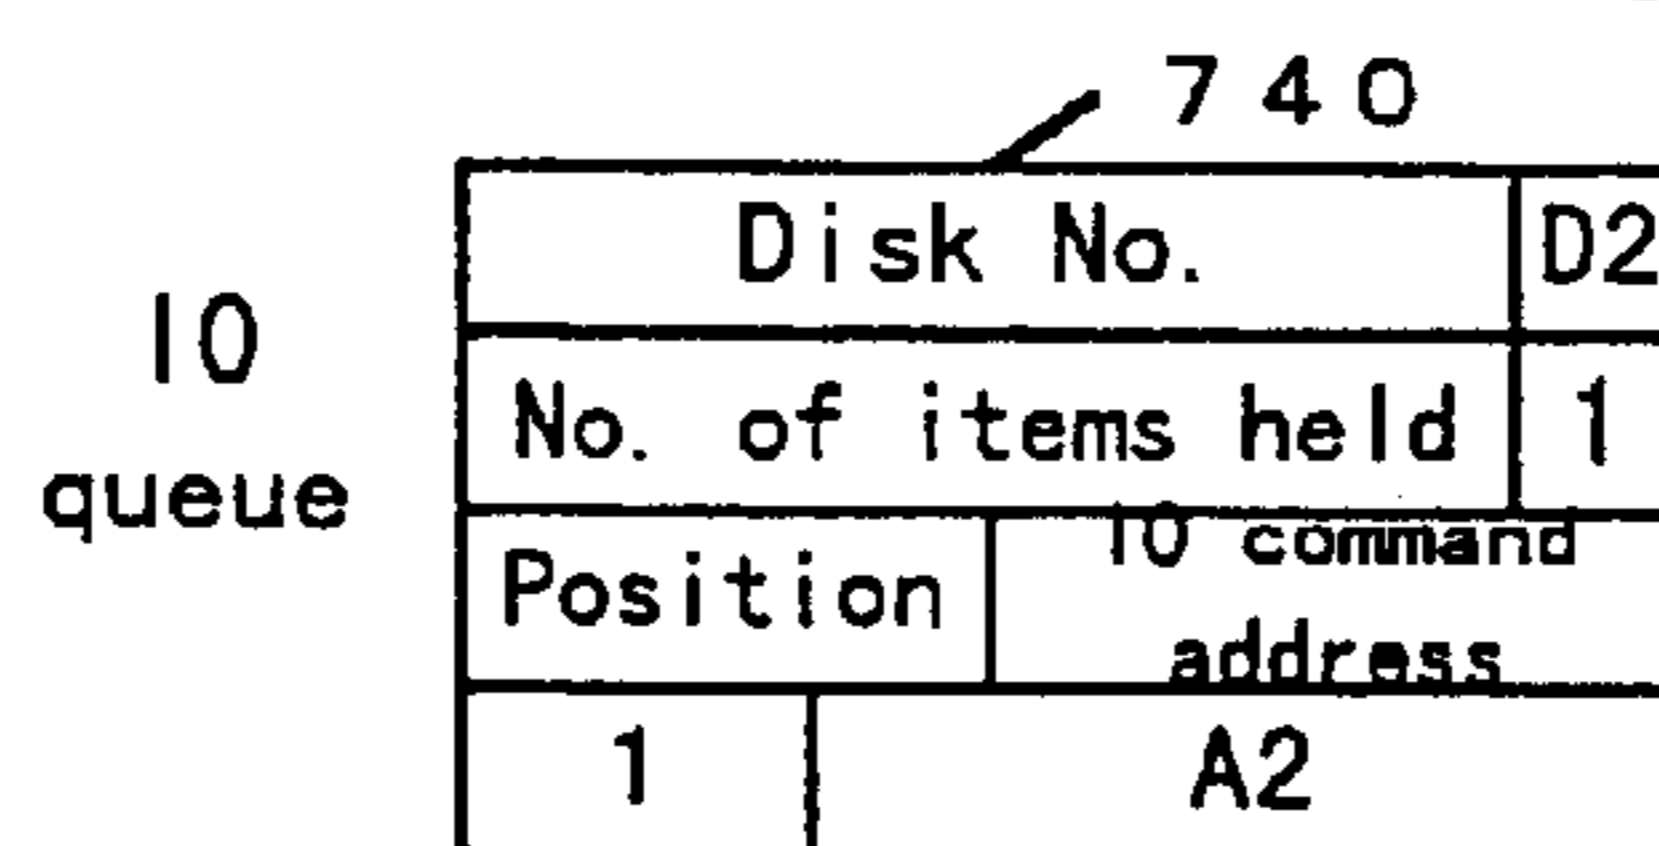 740
Disk No. D2
IO
queue
No. of items held 1
Position
IO command
address
1 A2